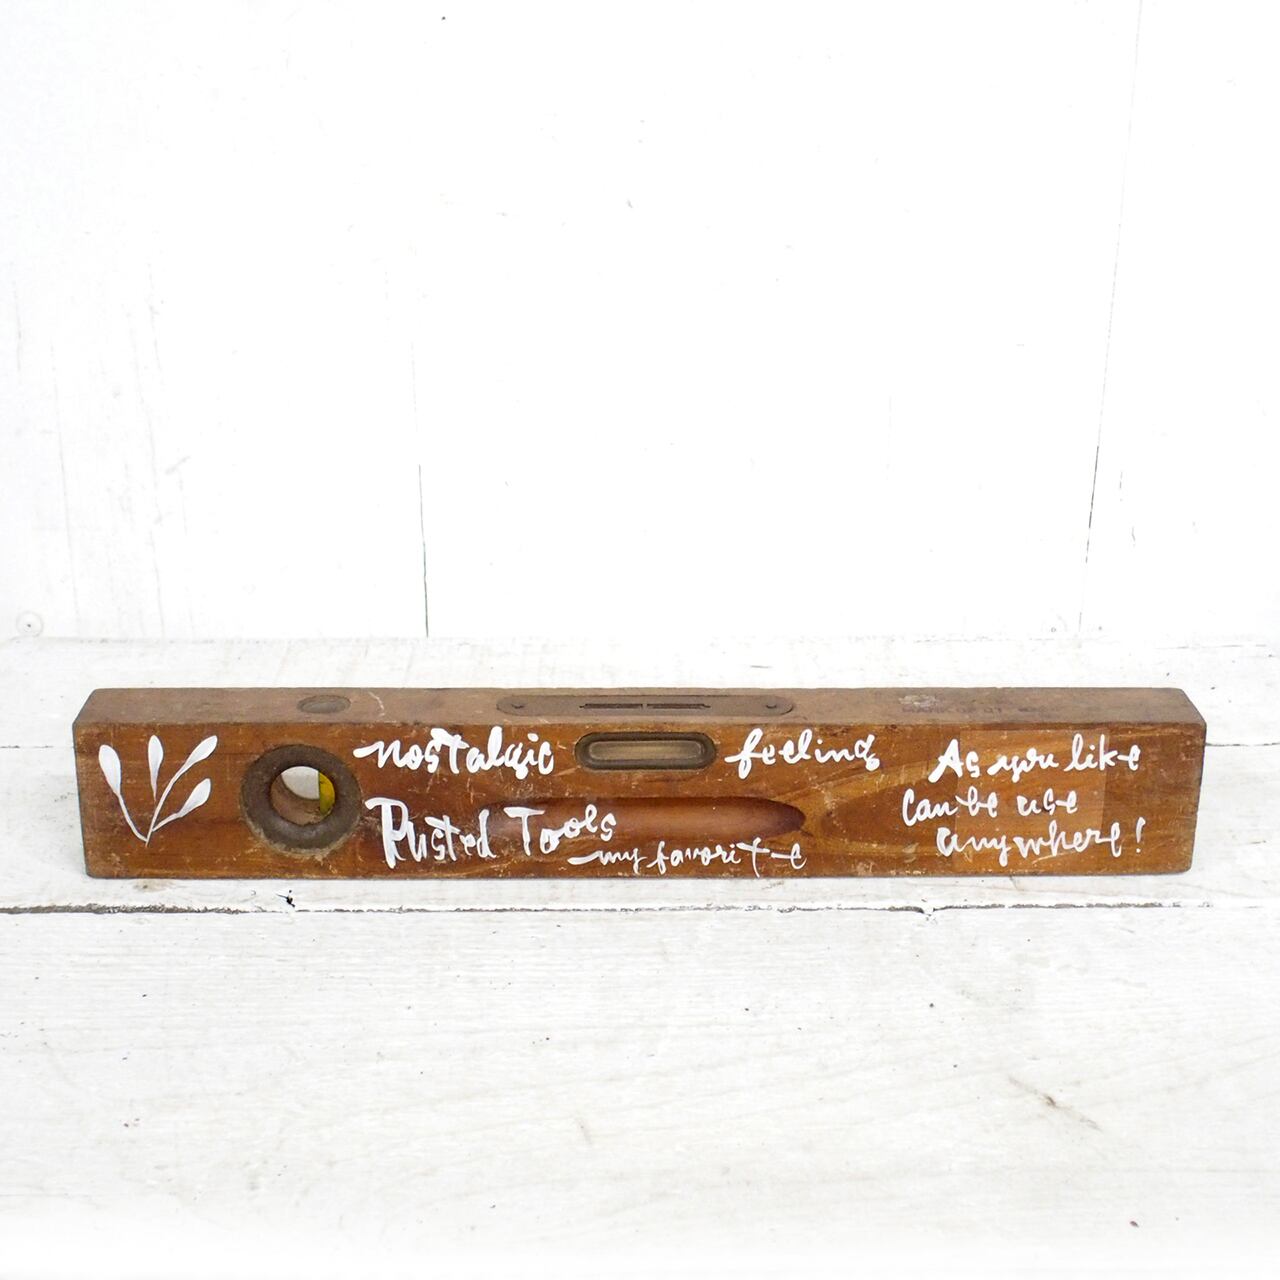 nostalgic feeling
Rusted Tools
my favorite
As you like
Can be use
anywhere!